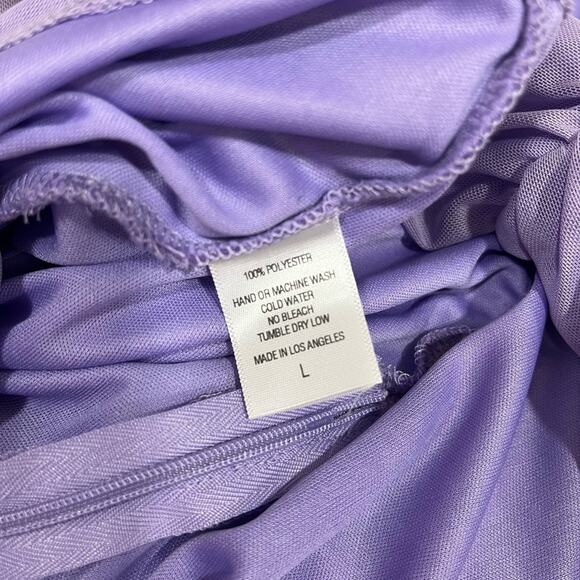 100% POLYESTER
HAND OR MACHINE WASH
COLD WATER
NO BLEACH
TUMBLE DRY LOW
MADE IN LOS ANGELES
L